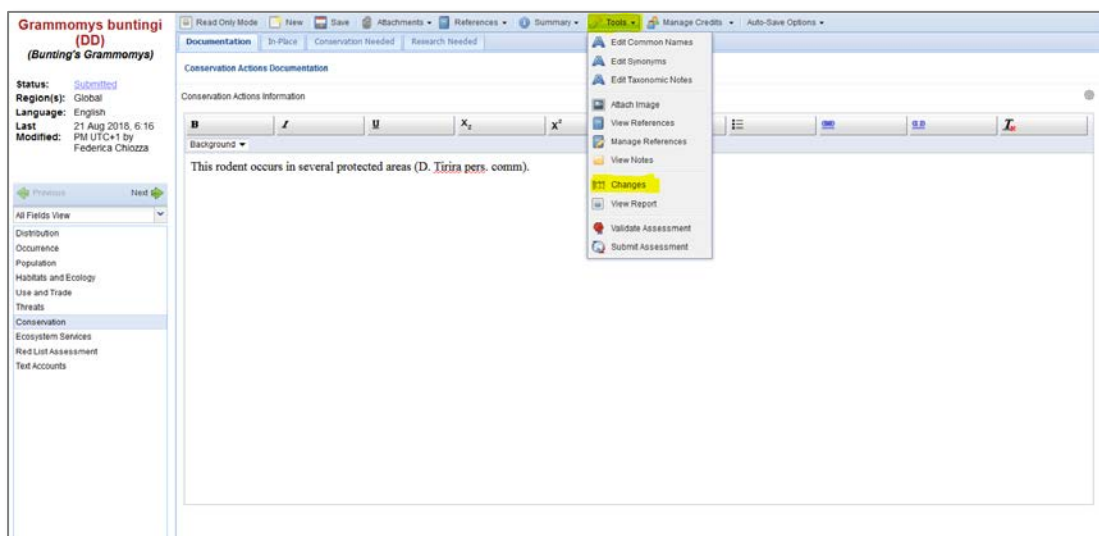 Grammomys buntingi
(DD)
(Bunting's Grammomys)
Status: Submitted
Region(s): Global
Language: English
Last Modified: 21 Aug 2018, 6:16 PM UTC+1 by Federica Chiozza
Previous Next
All Fields View
Distribution
Occurrence
Population
Habitats and Ecology
Use and Trade
Threats
Conservation
Ecosystem Services
Red List Assessment
Text Accounts
Read Only Mode New Save Attachments References Summary Tools Manage Credits Auto-Save Options
Documentation In-Place Conservation Needed Research Needed
Conservation Actions Documentation
Conservation Actions Information
B I U X₂ X²
Background
This rodent occurs in several protected areas (D. Tirira pers. comm).
Edit Common Names
Edit Synonyms
Edit Taxonomic Notes
Attach Image
View References
Manage References
View Notes
Changes
View Report
Validate Assessment
Submit Assessment